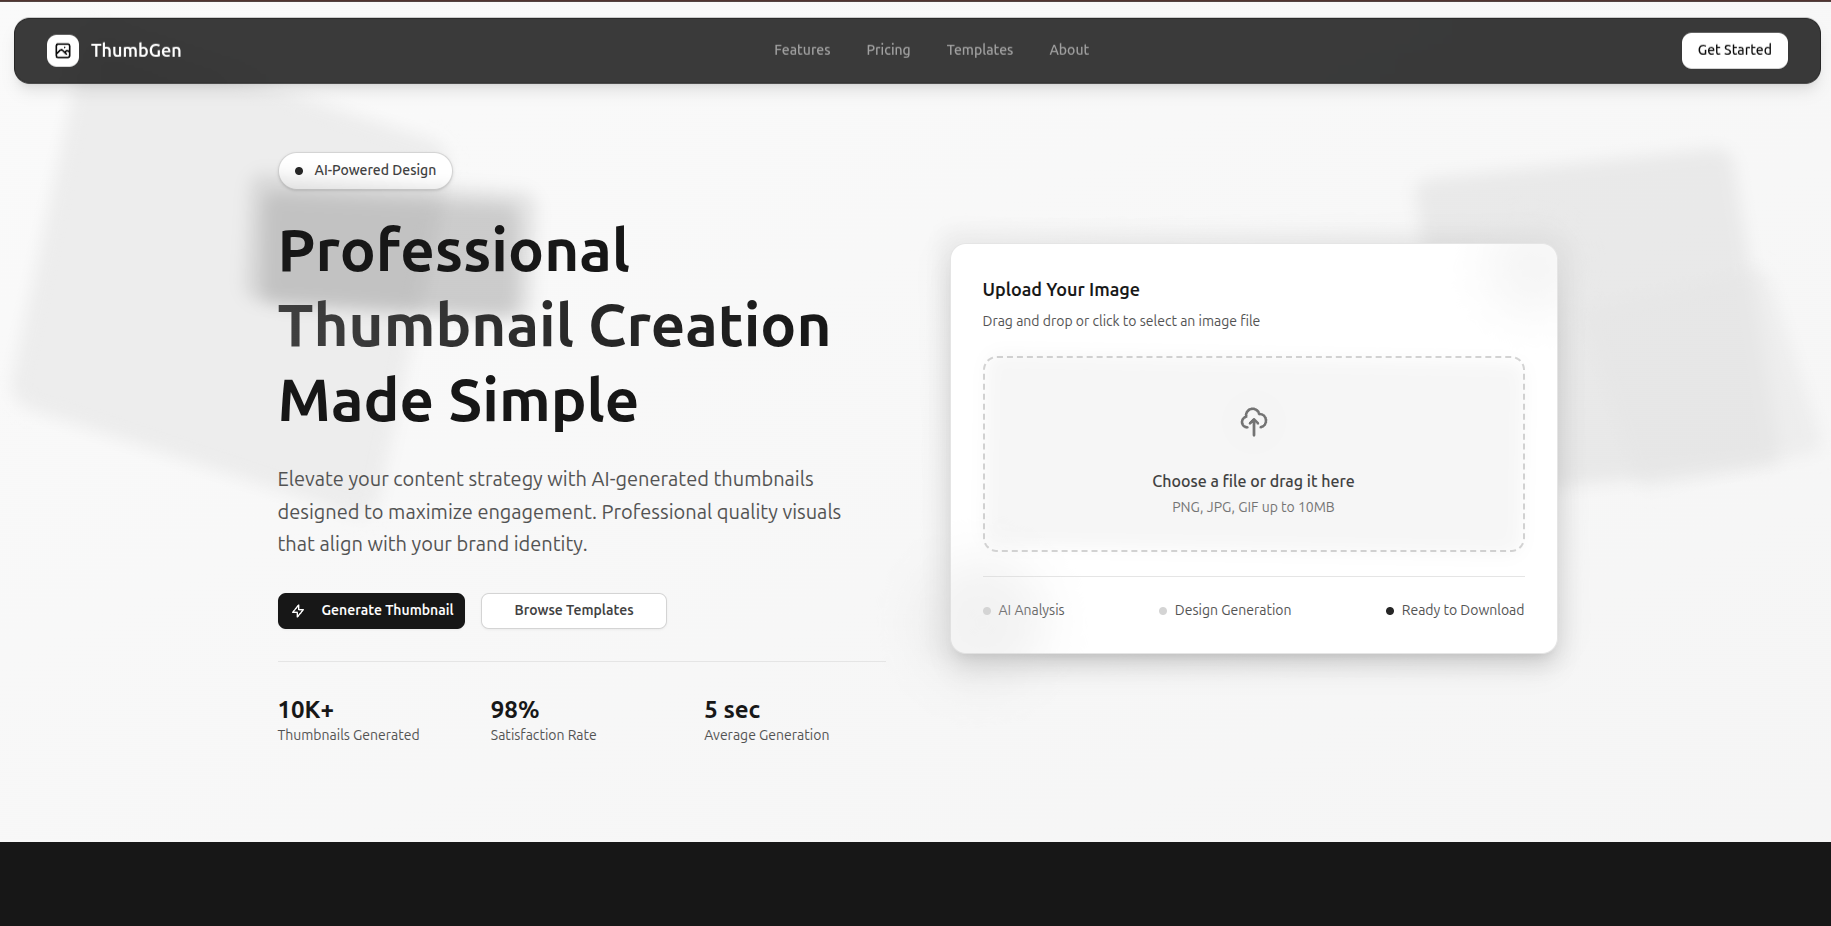 ThumbGen
Features
Pricing
Templates
About
Get Started
AI-Powered Design
Professional
Thumbnail Creation
Made Simple
Elevate your content strategy with AI-generated thumbnails
designed to maximize engagement. Professional quality visuals
that align with your brand identity.
Generate Thumbnail
Browse Templates
10K+
Thumbnails Generated
98%
Satisfaction Rate
5 sec
Average Generation
Upload Your Image
Drag and drop or click to select an image file
Choose a file or drag it here
PNG, JPG, GIF up to 10MB
AI Analysis
Design Generation
Ready to Download